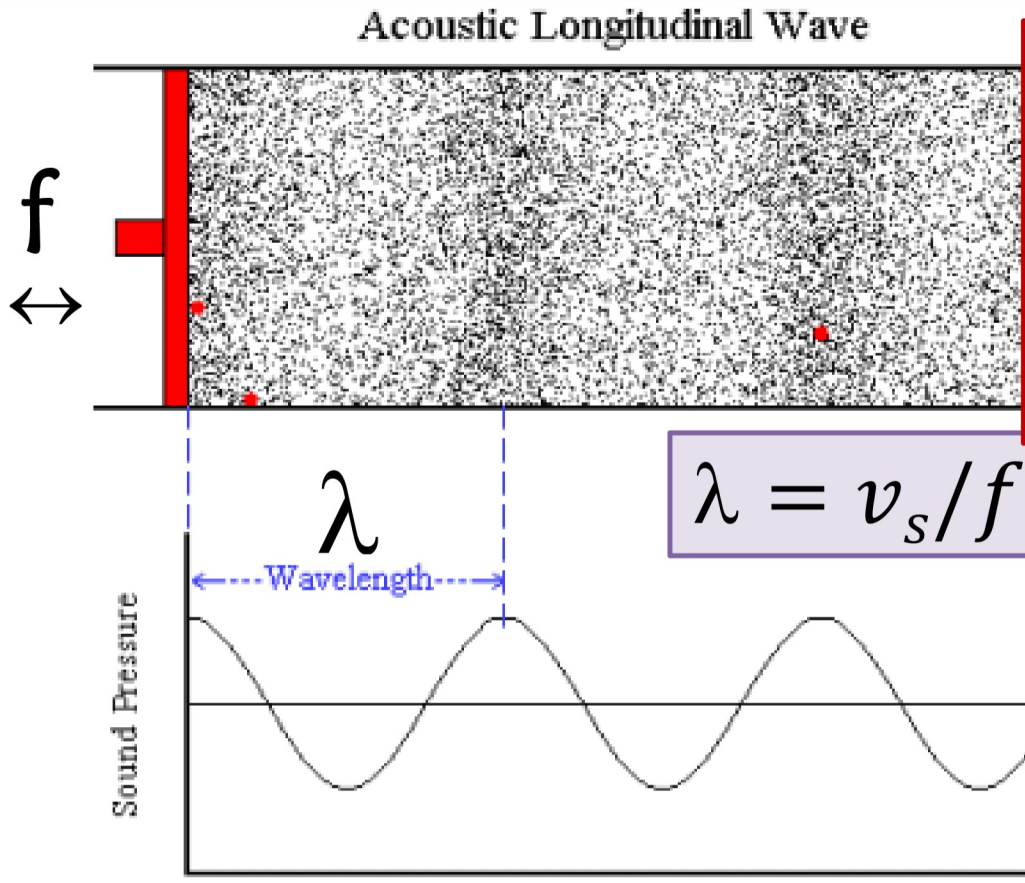 Acoustic Longitudinal Wave
f
↔
λ
λ = v_s/f
Wavelength
Sound Pressure